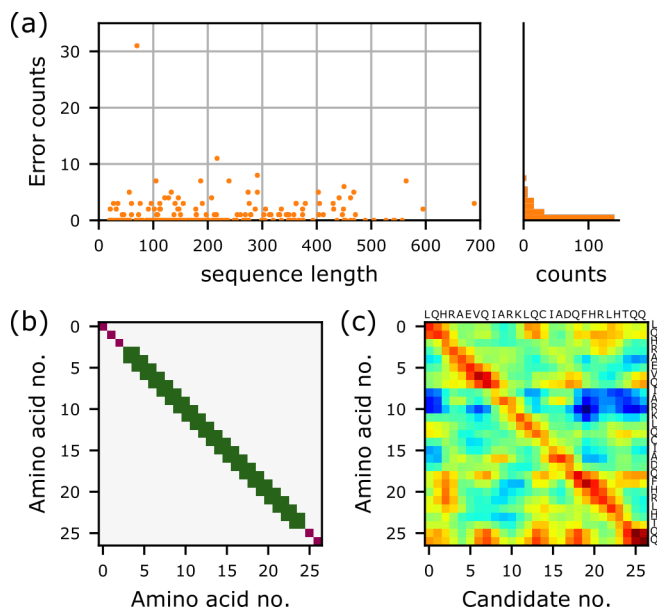 (a)
Error counts
30
20
10
0
0 100 200 300 400 500 600 700
sequence length
0 100
counts
(b)
Amino acid no.
0
5
10
15
20
25
0 5 10 15 20 25
Amino acid no.
(c)
LQHRAEVQIARKLQCIADQFHRLHTQQ
Amino acid no.
0
5
10
15
20
25
0 5 10 15 20 25
Candidate no.